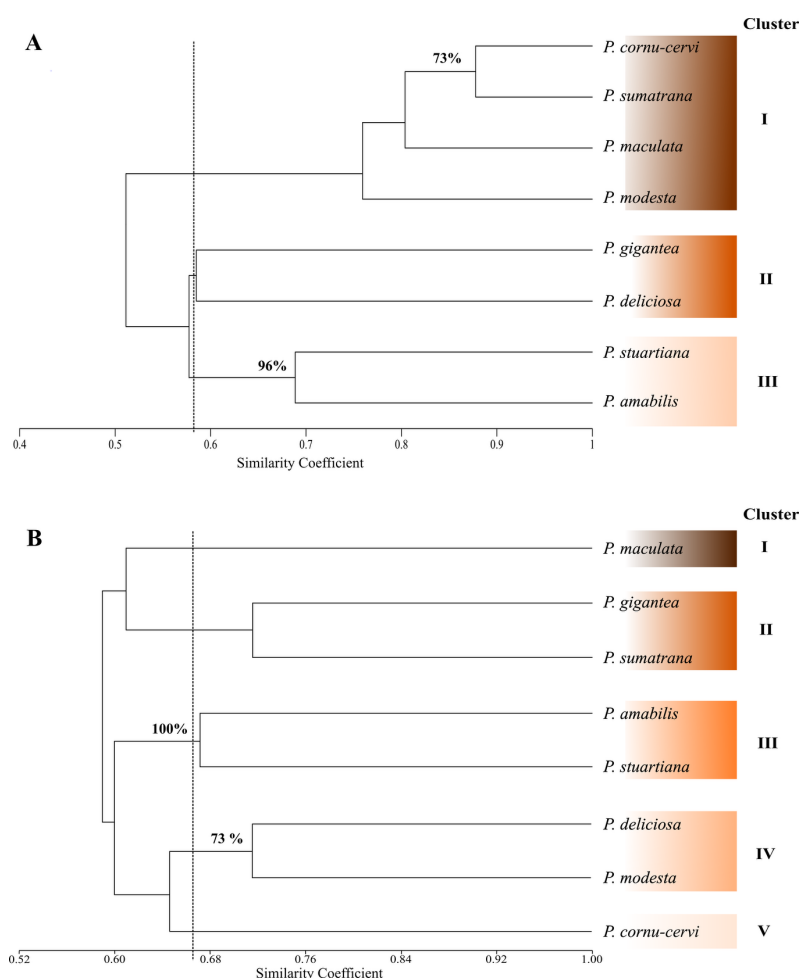 Cluster
A
73%
P. cornu-cervi
P. sumatrana
I
P. maculata
P. modesta
P. gigantea
II
P. deliciosa
96%
P. stuartiana
III
P. amabilis
0.4 0.5 0.6 0.7 0.8 0.9 1
Similarity Coefficient
Cluster
B
P. maculata
I
P. gigantea
II
P. sumatrana
100%
P. amabilis
III
P. stuartiana
73 %
P. deliciosa
IV
P. modesta
P. cornu-cervi
V
0.52 0.60 0.68 0.76 0.84 0.92 1.00
Similarity Coefficient